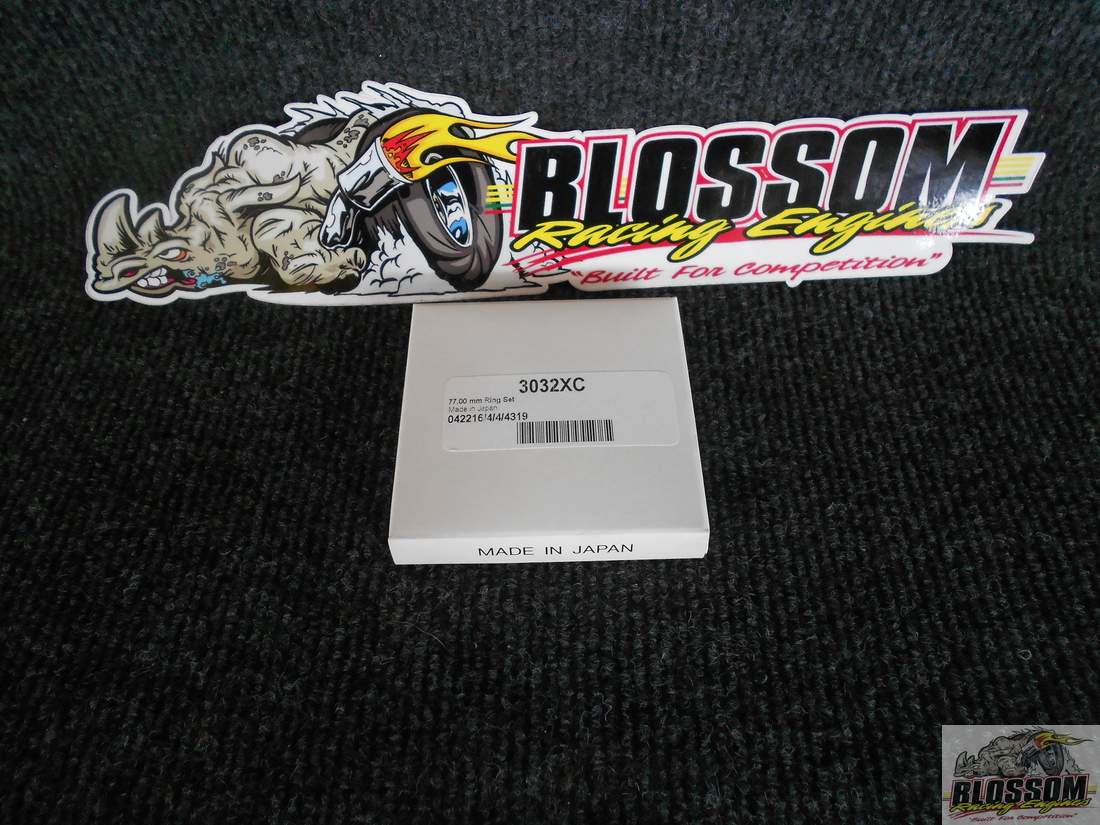 BLOSSOM
Racing Engines
"Built For Competition"
3032XC
77.00 mm Ring Set
Made in Japan
042216/4/4/4319
MADE IN JAPAN
BLOSSOM
Racing Engines
"Built For Competition"